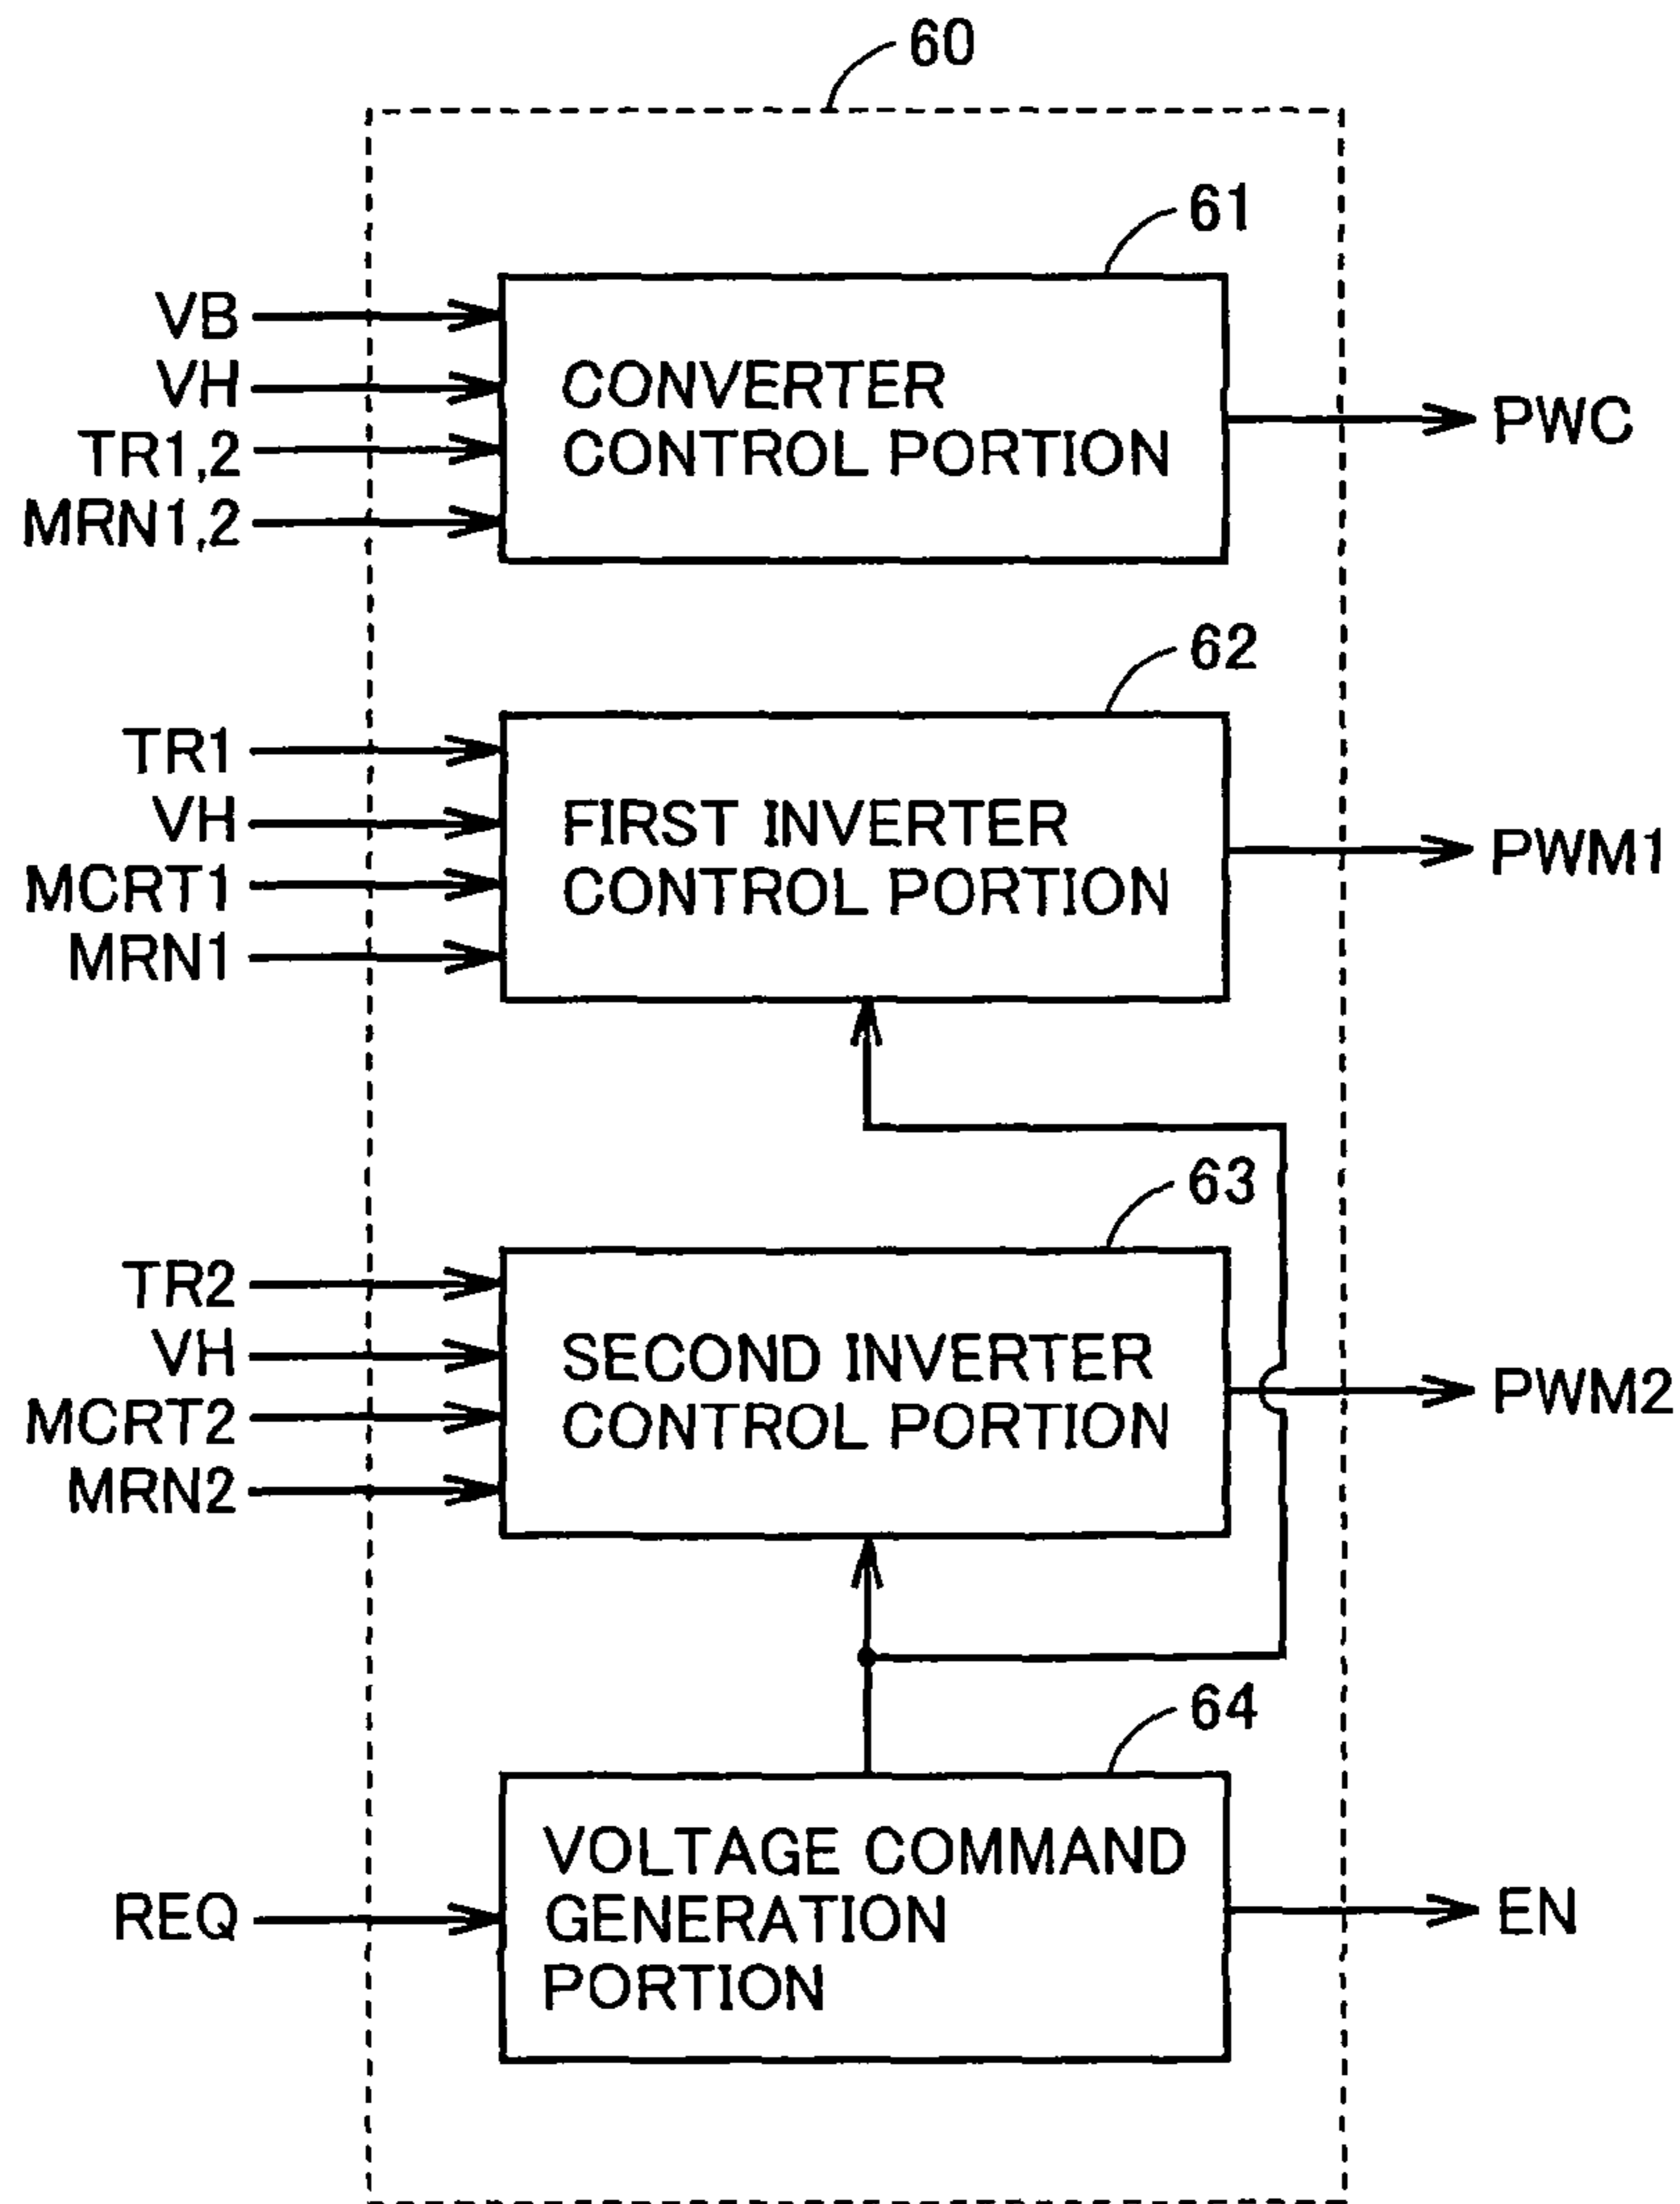 60
61
VB
VH
TR1,2
MRN1,2
CONVERTER
CONTROL PORTION
PWC
62
TR1
VH
MCRT1
MRN1
FIRST INVERTER
CONTROL PORTION
PWM1
63
TR2
VH
MCRT2
MRN2
SECOND INVERTER
CONTROL PORTION
PWM2
64
REQ
VOLTAGE COMMAND
GENERATION
PORTION
EN